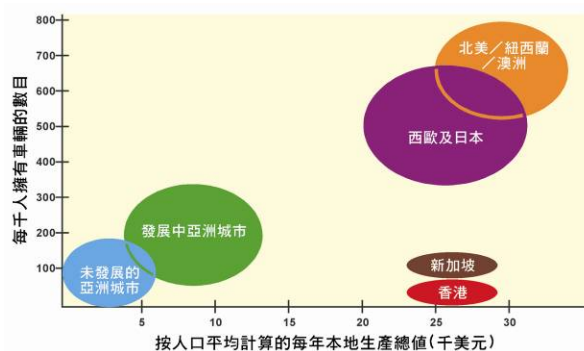 每千人擁有車輛的數目
800
700
600
500
400
300
200
100
北美／紐西蘭
／澳洲
西歐及日本
發展中亞洲城市
未發展的
亞洲城市
新加坡
香港
5
10
15
20
25
30
按人口平均計算的每年本地生產總值(千美元)